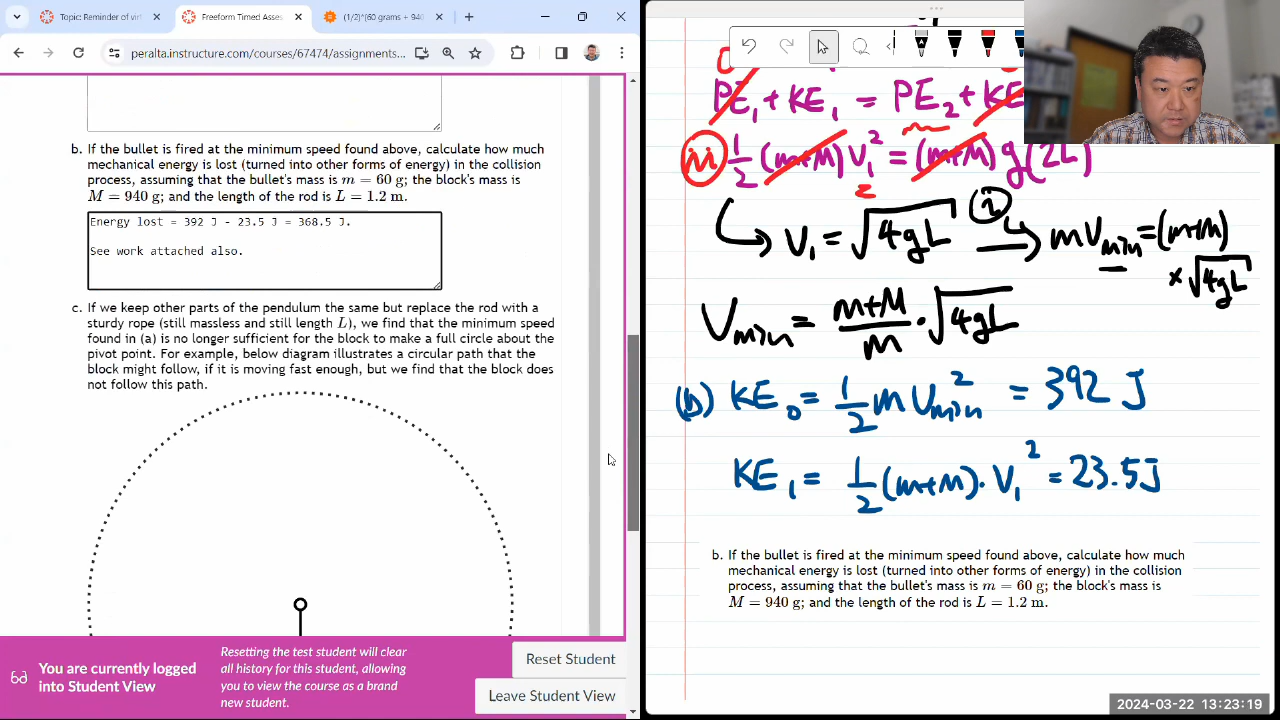 Topic: Reminder of vir
Freeform Timed Asses
(1/2)*(60 grams + 940
peralta.instructure.com/courses/67474/assignments...
b. If the bullet is fired at the minimum speed found above, calculate how much
mechanical energy is lost (turned into other forms of energy) in the collision
process, assuming that the bullet's mass is m = 60 g; the block's mass is
M = 940 g; and the length of the rod is L = 1.2 m.
Energy lost = 392 J - 23.5 J = 368.5 J.
See work attached also.
c. If we keep other parts of the pendulum the same but replace the rod with a
sturdy rope (still massless and still length L), we find that the minimum speed
found in (a) is no longer sufficient for the block to make a full circle about the
pivot point. For example, below diagram illustrates a circular path that the
block might follow, if it is moving fast enough, but we find that the block does
not follow this path.
You are currently logged
into Student View
Resetting the test student will clear
all history for this student, allowing
you to view the course as a brand
new student.
Reset Student
Leave Student View
PE₁ + KE₁ = PE₂ + KE
ii 1/2 (m+M) V₁² = (m+M) g(2L)
V₁ = √4gL i mVmin = (m+M)
× √4gL
Vmin = m+M/m · √4gL
(b) KE₀ = 1/2 m Vmin² = 392 J
KE₁ = 1/2 (m+M) · V₁² = 23.5J
b. If the bullet is fired at the minimum speed found above, calculate how much
mechanical energy is lost (turned into other forms of energy) in the collision
process, assuming that the bullet's mass is m = 60 g; the block's mass is
M = 940 g; and the length of the rod is L = 1.2 m.
2024-03-22 13:23:19